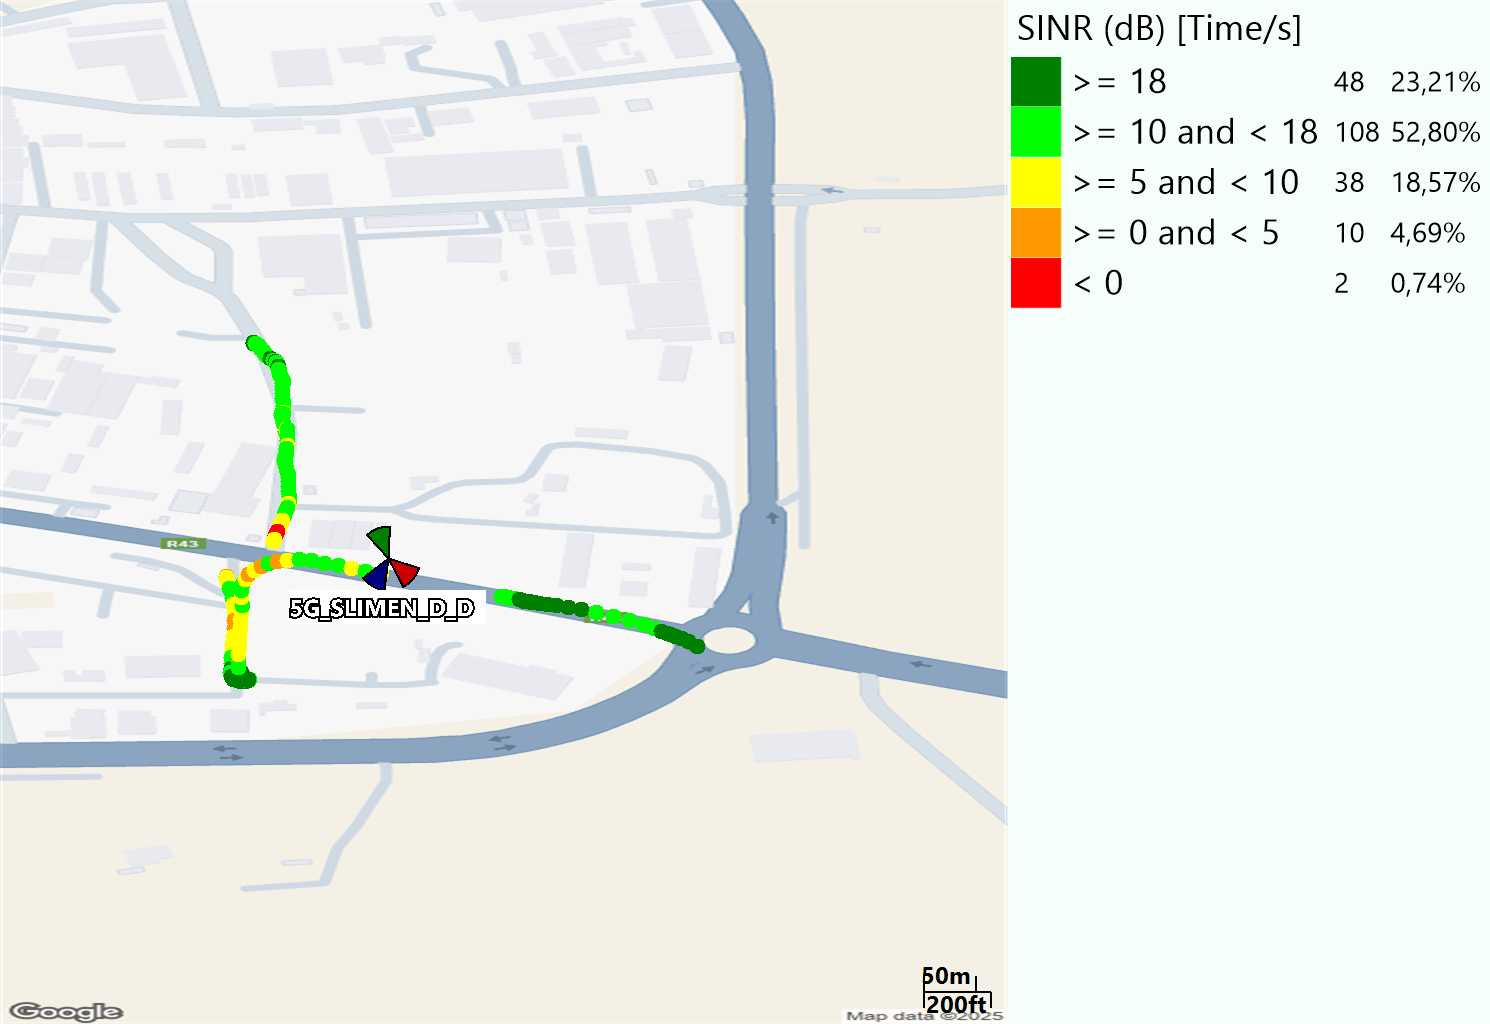 SINR (dB) [Time/s]
>= 18 48 23,21%
>= 10 and < 18 108 52,80%
>= 5 and < 10 38 18,57%
>= 0 and < 5 10 4,69%
< 0 2 0,74%
R43
5G_SLIMEN_D_D
50m
200ft
Google
Map data ©2025